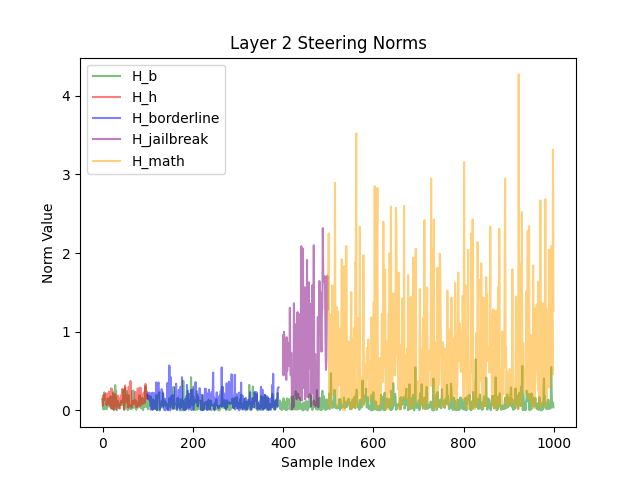 Layer 2 Steering Norms
H_b
H_h
H_borderline
H_jailbreak
H_math
Norm Value
4
3
2
1
0
0
200
400
600
800
1000
Sample Index